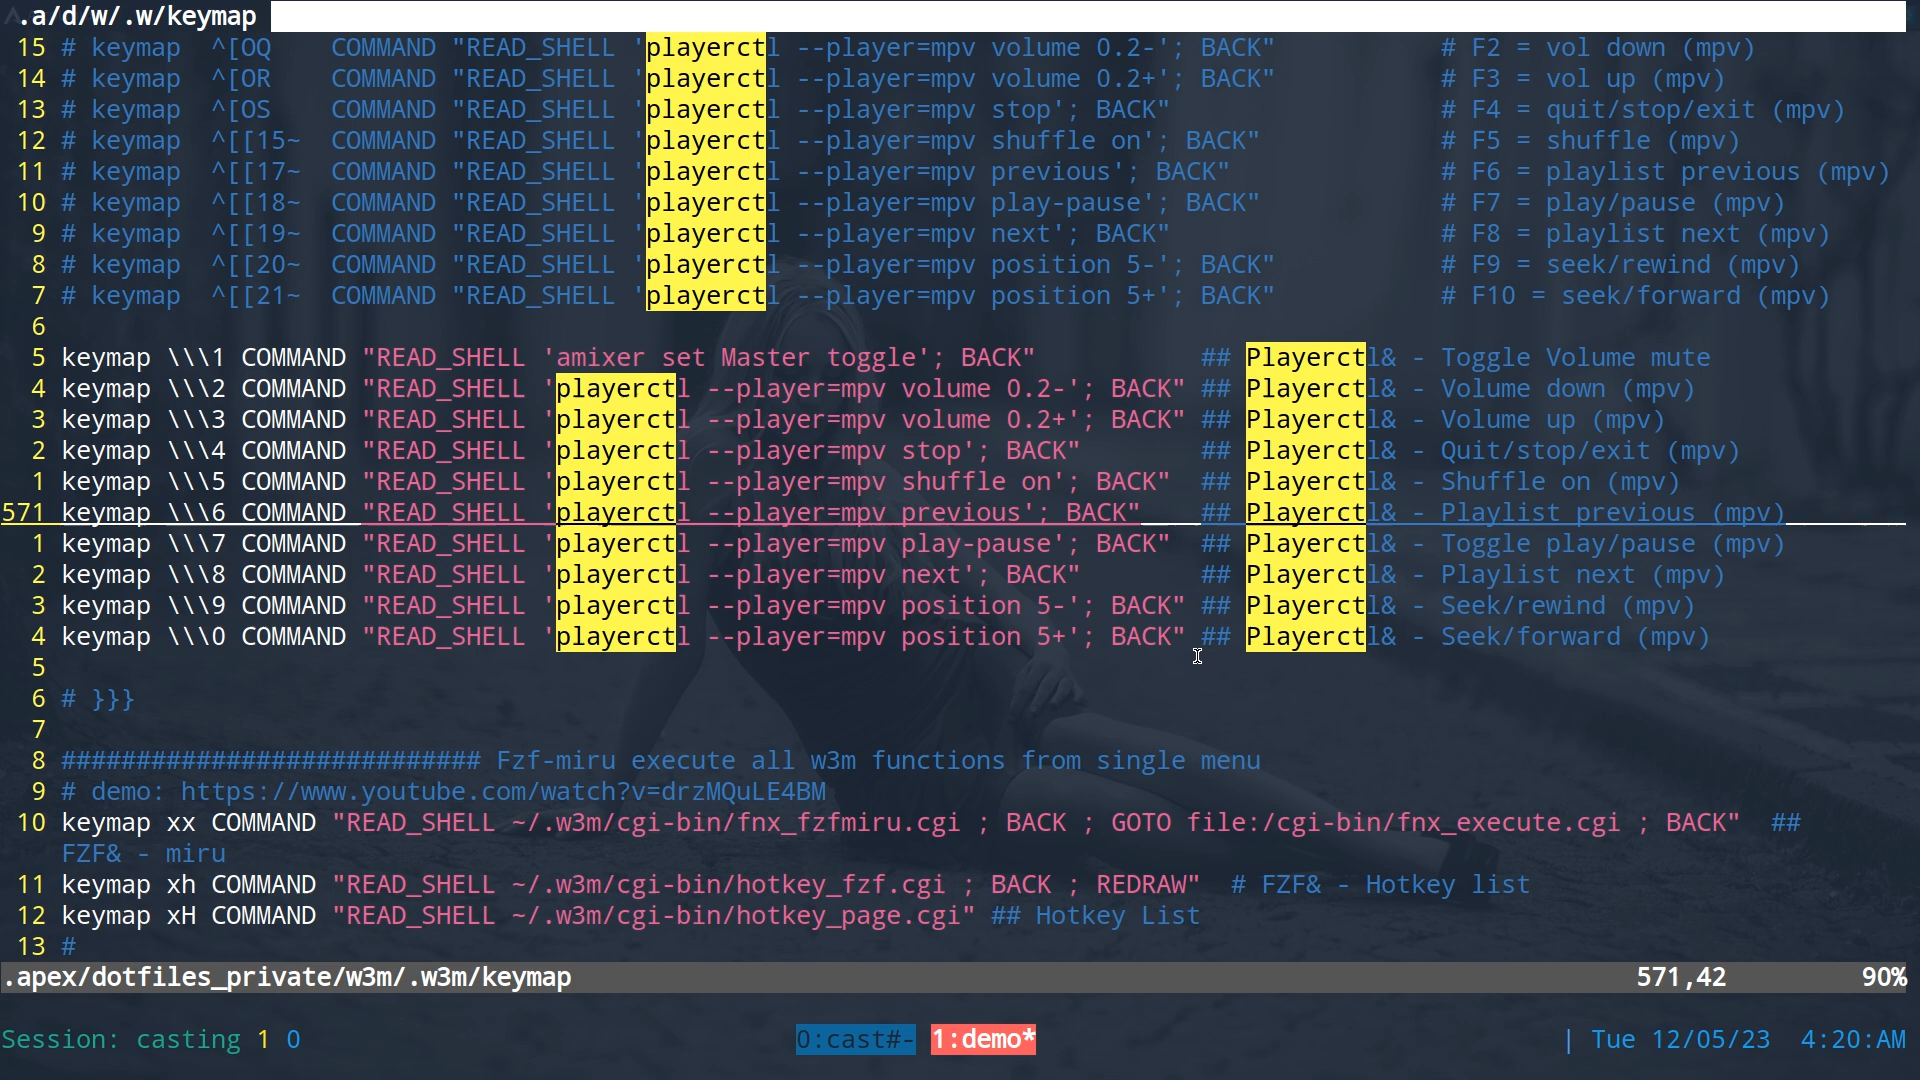 .a/d/w/.w/keymap
15 # keymap  ^[OQ    COMMAND "READ_SHELL 'playerctl --player=mpv volume 0.2-'; BACK"           # F2 = vol down (mpv)
14 # keymap  ^[OR    COMMAND "READ_SHELL 'playerctl --player=mpv volume 0.2+'; BACK"           # F3 = vol up (mpv)
13 # keymap  ^[OS    COMMAND "READ_SHELL 'playerctl --player=mpv stop'; BACK"                  # F4 = quit/stop/exit (mpv)
12 # keymap  ^[[15~  COMMAND "READ_SHELL 'playerctl --player=mpv shuffle on'; BACK"            # F5 = shuffle (mpv)
11 # keymap  ^[[17~  COMMAND "READ_SHELL 'playerctl --player=mpv previous'; BACK"              # F6 = playlist previous (mpv)
10 # keymap  ^[[18~  COMMAND "READ_SHELL 'playerctl --player=mpv play-pause'; BACK"            # F7 = play/pause (mpv)
9 # keymap  ^[[19~  COMMAND "READ_SHELL 'playerctl --player=mpv next'; BACK"                  # F8 = playlist next (mpv)
8 # keymap  ^[[20~  COMMAND "READ_SHELL 'playerctl --player=mpv position 5-'; BACK"           # F9 = seek/rewind (mpv)
7 # keymap  ^[[21~  COMMAND "READ_SHELL 'playerctl --player=mpv position 5+'; BACK"           # F10 = seek/forward (mpv)
6
5 keymap \\\1 COMMAND "READ_SHELL 'amixer set Master toggle'; BACK"           ## Playerctl& - Toggle Volume mute
4 keymap \\\2 COMMAND "READ_SHELL 'playerctl --player=mpv volume 0.2-'; BACK" ## Playerctl& - Volume down (mpv)
3 keymap \\\3 COMMAND "READ_SHELL 'playerctl --player=mpv volume 0.2+'; BACK" ## Playerctl& - Volume up (mpv)
2 keymap \\\4 COMMAND "READ_SHELL 'playerctl --player=mpv stop'; BACK"        ## Playerctl& - Quit/stop/exit (mpv)
1 keymap \\\5 COMMAND "READ_SHELL 'playerctl --player=mpv shuffle on'; BACK"  ## Playerctl& - Shuffle on (mpv)
571 keymap \\\6 COMMAND "READ_SHELL 'playerctl --player=mpv previous'; BACK"    ## Playerctl& - Playlist previous (mpv)
1 keymap \\\7 COMMAND "READ_SHELL 'playerctl --player=mpv play-pause'; BACK"  ## Playerctl& - Toggle play/pause (mpv)
2 keymap \\\8 COMMAND "READ_SHELL 'playerctl --player=mpv next'; BACK"        ## Playerctl& - Playlist next (mpv)
3 keymap \\\9 COMMAND "READ_SHELL 'playerctl --player=mpv position 5-'; BACK" ## Playerctl& - Seek/rewind (mpv)
4 keymap \\\0 COMMAND "READ_SHELL 'playerctl --player=mpv position 5+'; BACK" ## Playerctl& - Seek/forward (mpv)
5
6 # }}}
7
8 ############################ Fzf-miru execute all w3m functions from single menu
9 # demo: https://www.youtube.com/watch?v=drzMQuLE4BM
10 keymap xx COMMAND "READ_SHELL ~/.w3m/cgi-bin/fnx_fzfmiru.cgi ; BACK ; GOTO file:/cgi-bin/fnx_execute.cgi ; BACK"  ##
FZF& - miru
11 keymap xh COMMAND "READ_SHELL ~/.w3m/cgi-bin/hotkey_fzf.cgi ; BACK ; REDRAW"  # FZF& - Hotkey list
12 keymap xH COMMAND "READ_SHELL ~/.w3m/cgi-bin/hotkey_page.cgi" ## Hotkey List
13 #
.apex/dotfiles_private/w3m/.w3m/keymap 571,42 90%
Session: casting 1 0 0:cast#- 1:demo* | Tue 12/05/23  4:20:AM